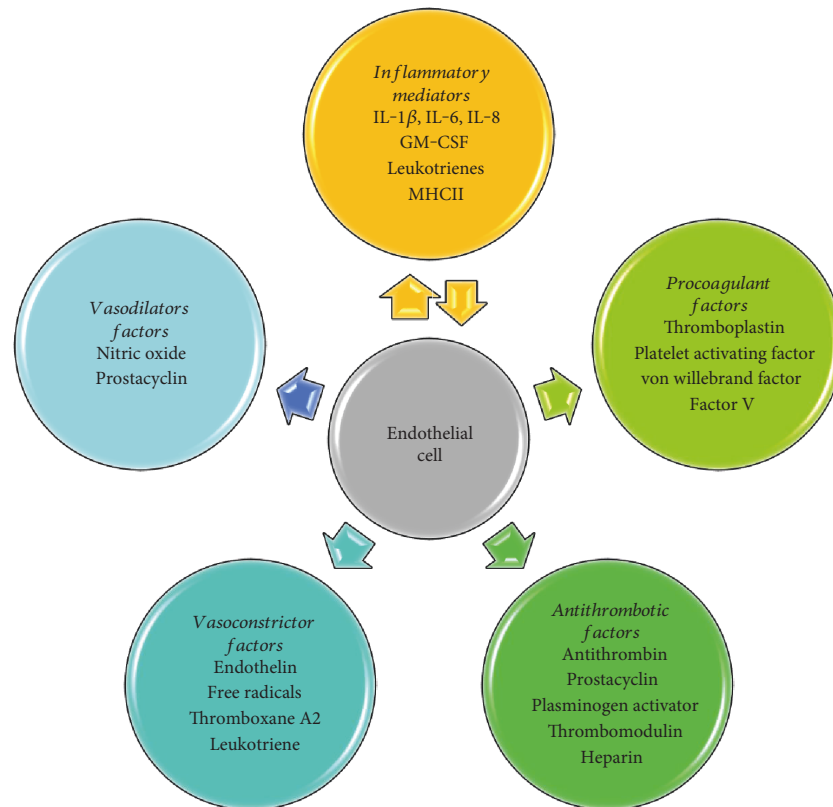 Inflammatory
mediators
IL-1β, IL-6, IL-8
GM-CSF
Leukotrienes
MHCII
Vasodilators
factors
Nitric oxide
Prostacyclin
Procoagulant
factors
Thromboplastin
Platelet activating factor
von willebrand factor
Factor V
Endothelial
cell
Vasoconstrictor
factors
Endothelin
Free radicals
Thromboxane A2
Leukotriene
Antithrombotic
factors
Antithrombin
Prostacyclin
Plasminogen activator
Thrombomodulin
Heparin